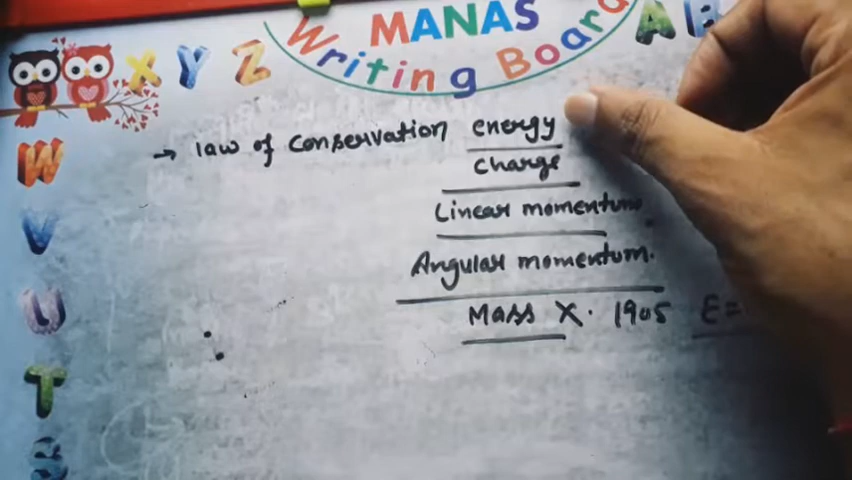 MANAS
Writing Board
A B
X Y Z
W
V
U
T
→ law of conservation energy
charge
Linear momentum.
Angular momentum.
Mass X. 1905 E=